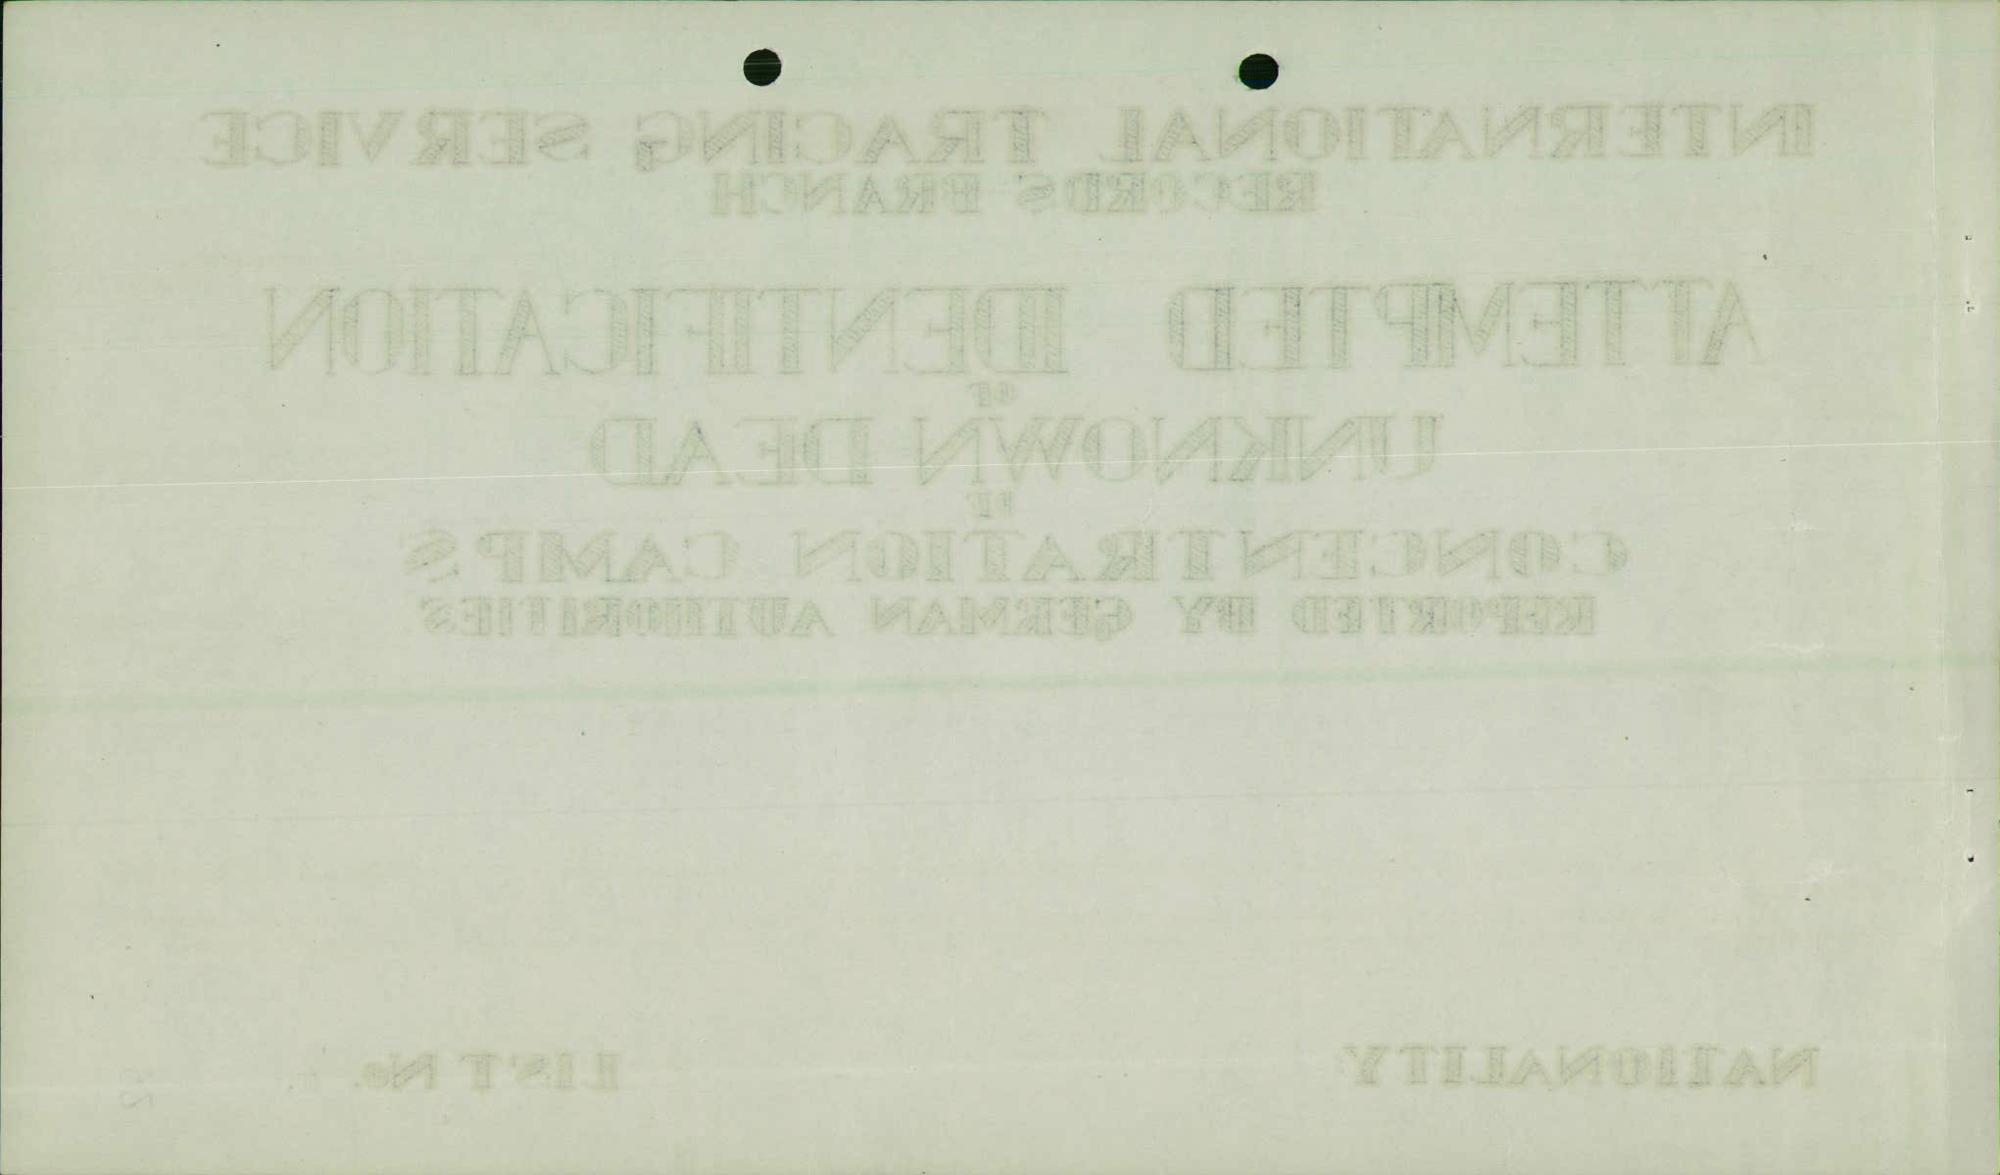 INTERNATIONAL TRACING SERVICE
RECORDS BRANCH
ATTEMPTED IDENTIFICATION
OF
UNKNOWN DEAD
CONCENTRATION CAMPS
REPORTED BY GERMAN AUTHORITIES
NATIONALITY
LIST No.